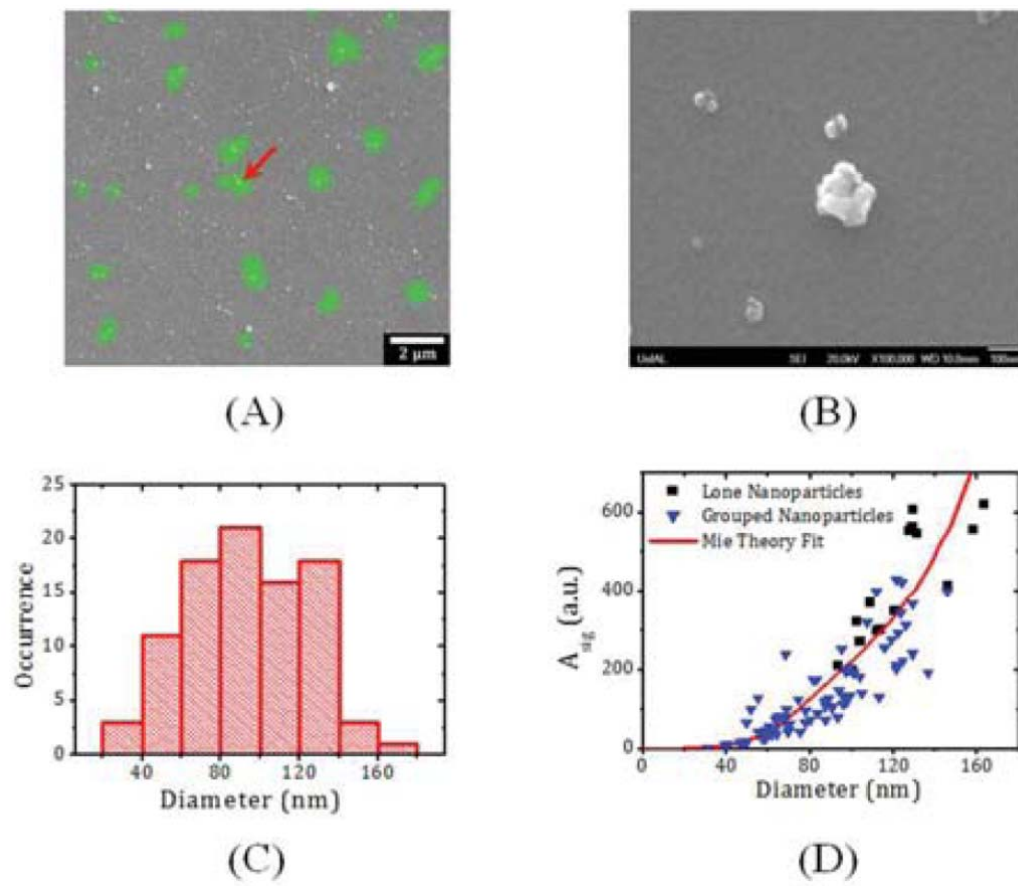 2 µm
UofAL SEI 20.0kV X100,000 WD 10.0mm 100nm
(A)
(B)
25
20
15
10
5
0
Occurrence
40 80 120 160
Diameter (nm)
(C)
600
400
200
0
A_sig (a.u.)
Lone Nanoparticles
Grouped Nanoparticles
Mie Theory Fit
0 40 80 120 160
Diameter (nm)
(D)